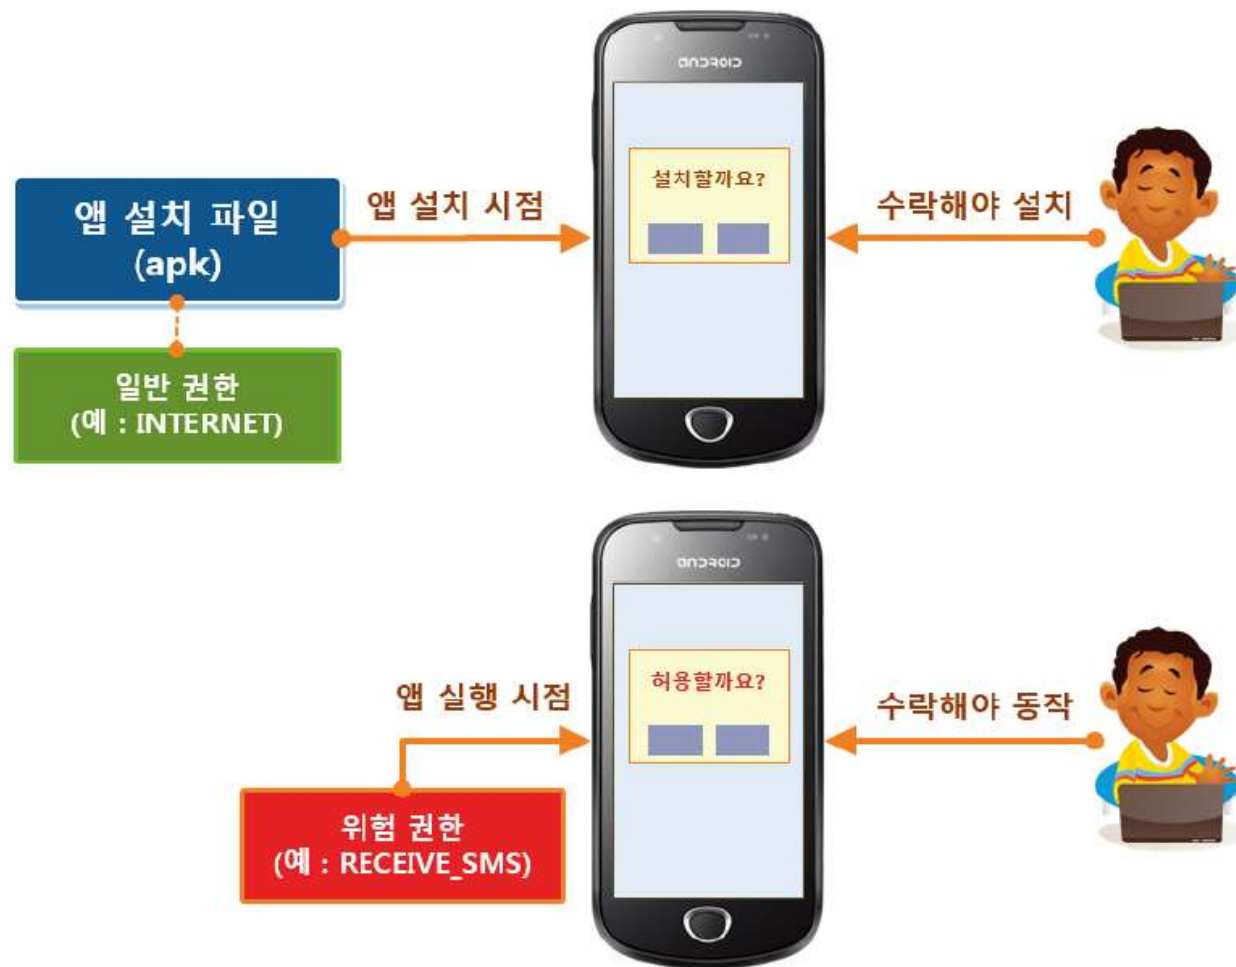 ANDROID
설치할까요?
앱 설치 파일
(apk)
앱 설치 시점
수락해야 설치
일반 권한
(예 : INTERNET)
ANDROID
허용할까요?
앱 실행 시점
수락해야 동작
위험 권한
(예 : RECEIVE_SMS)